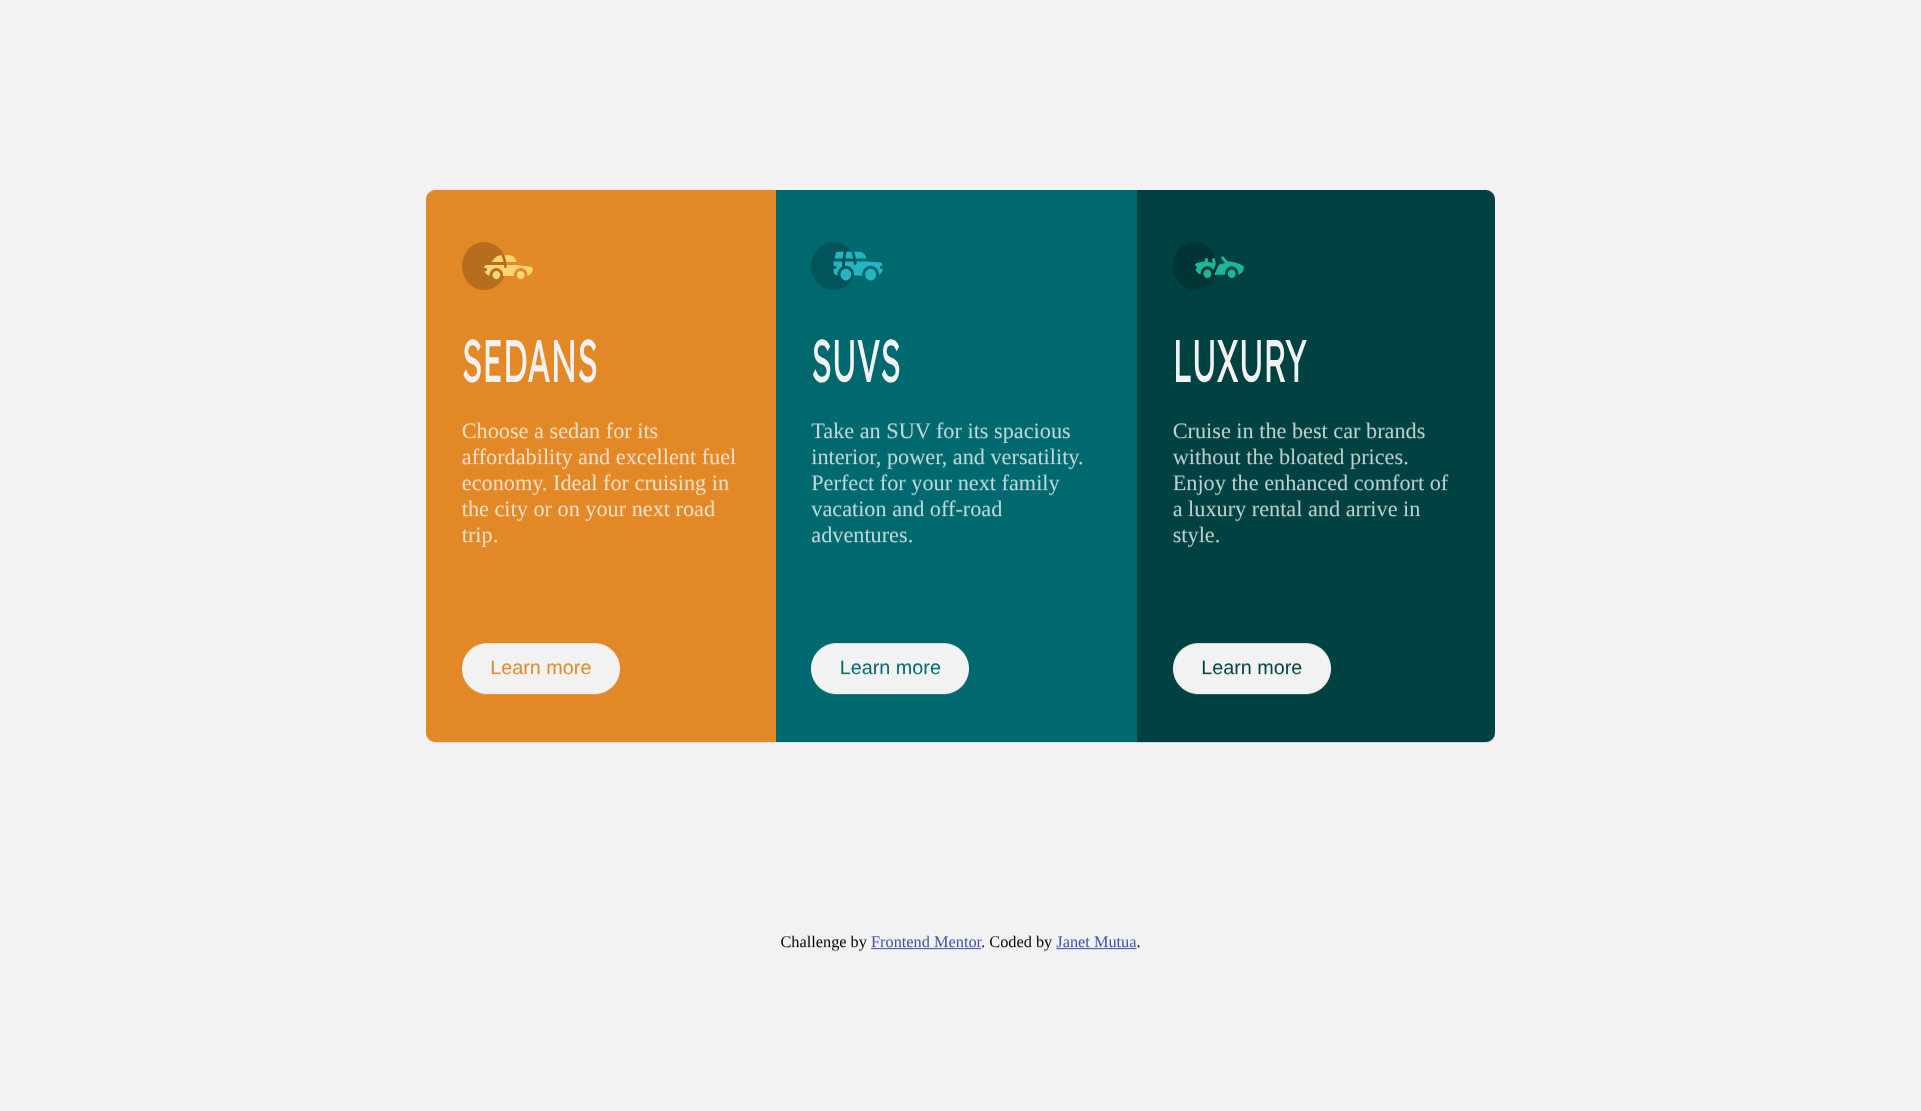 SEDANS
Choose a sedan for its
affordability and excellent fuel
economy. Ideal for cruising in
the city or on your next road
trip.
Learn more
SUVS
Take an SUV for its spacious
interior, power, and versatility.
Perfect for your next family
vacation and off-road
adventures.
Learn more
LUXURY
Cruise in the best car brands
without the bloated prices.
Enjoy the enhanced comfort of
a luxury rental and arrive in
style.
Learn more
Challenge by Frontend Mentor. Coded by Janet Mutua.